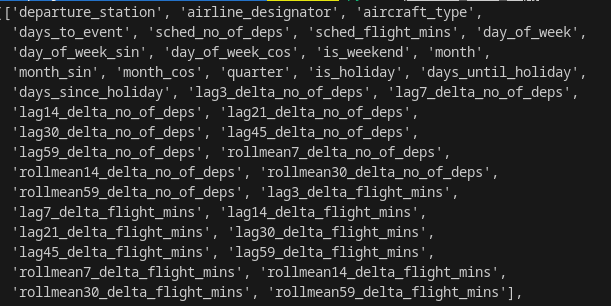 [['departure_station', 'airline_designator', 'aircraft_type',
'days_to_event', 'sched_no_of_deps', 'sched_flight_mins', 'day_of_week',
'day_of_week_sin', 'day_of_week_cos', 'is_weekend', 'month',
'month_sin', 'month_cos', 'quarter', 'is_holiday', 'days_until_holiday',
'days_since_holiday', 'lag3_delta_no_of_deps', 'lag7_delta_no_of_deps',
'lag14_delta_no_of_deps', 'lag21_delta_no_of_deps',
'lag30_delta_no_of_deps', 'lag45_delta_no_of_deps',
'lag59_delta_no_of_deps', 'rollmean7_delta_no_of_deps',
'rollmean14_delta_no_of_deps', 'rollmean30_delta_no_of_deps',
'rollmean59_delta_no_of_deps', 'lag3_delta_flight_mins',
'lag7_delta_flight_mins', 'lag14_delta_flight_mins',
'lag21_delta_flight_mins', 'lag30_delta_flight_mins',
'lag45_delta_flight_mins', 'lag59_delta_flight_mins',
'rollmean7_delta_flight_mins', 'rollmean14_delta_flight_mins',
'rollmean30_delta_flight_mins', 'rollmean59_delta_flight_mins'],